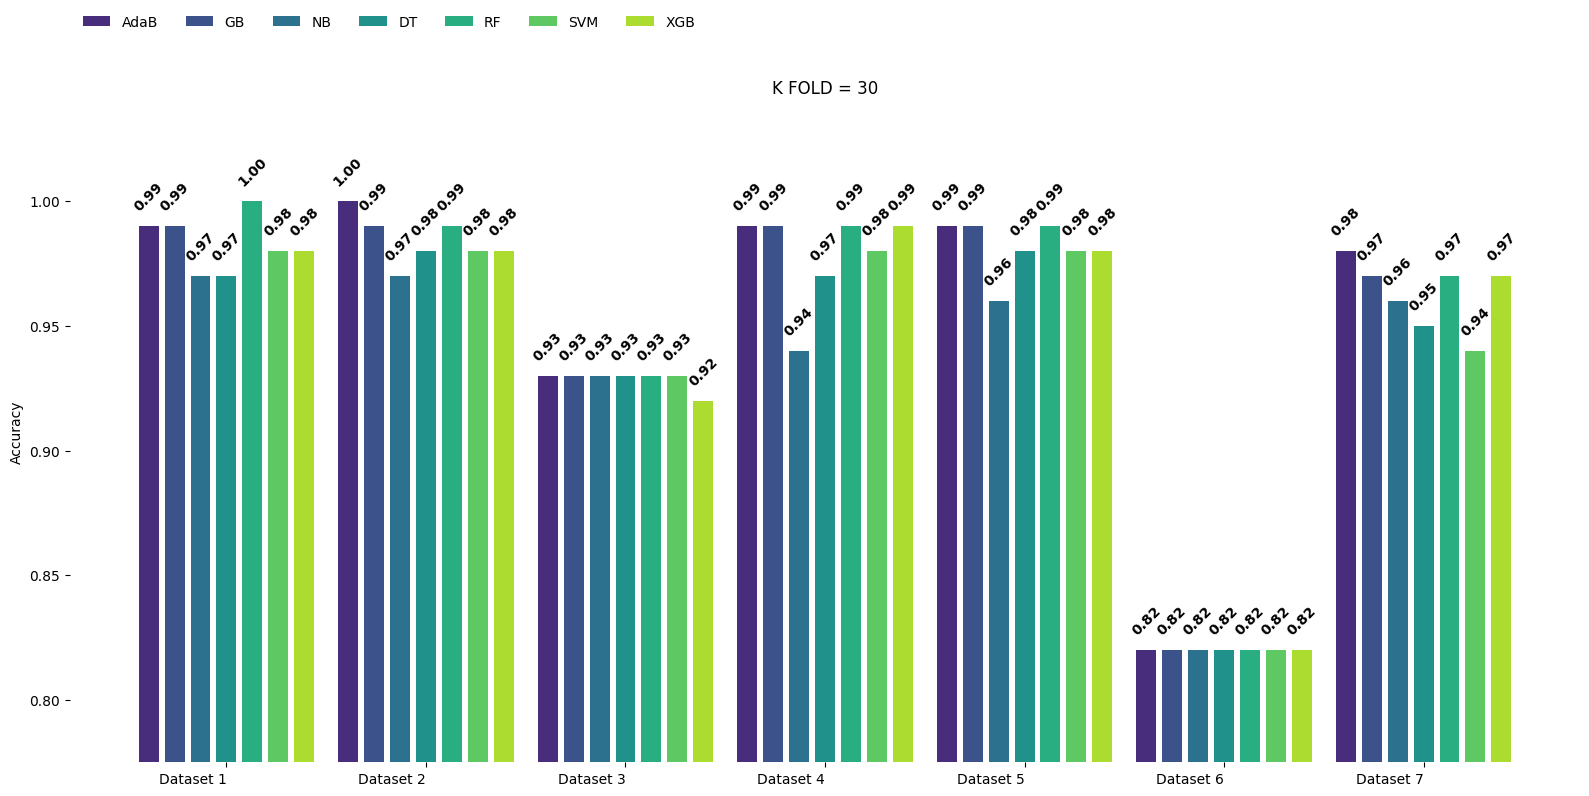 AdaB GB NB DT RF SVM XGB
K FOLD = 30
Accuracy
1.00
0.95
0.90
0.85
0.80
0.99 0.99 0.97 0.97 1.00 0.98 0.98
1.00 0.99 0.97 0.98 0.99 0.98 0.98
0.93 0.93 0.93 0.93 0.93 0.93 0.92
0.99 0.99 0.94 0.97 0.99 0.98 0.99
0.99 0.99 0.96 0.98 0.99 0.98 0.98
0.82 0.82 0.82 0.82 0.82 0.82 0.82
0.98 0.97 0.96 0.95 0.97 0.94 0.97
Dataset 1 Dataset 2 Dataset 3 Dataset 4 Dataset 5 Dataset 6 Dataset 7